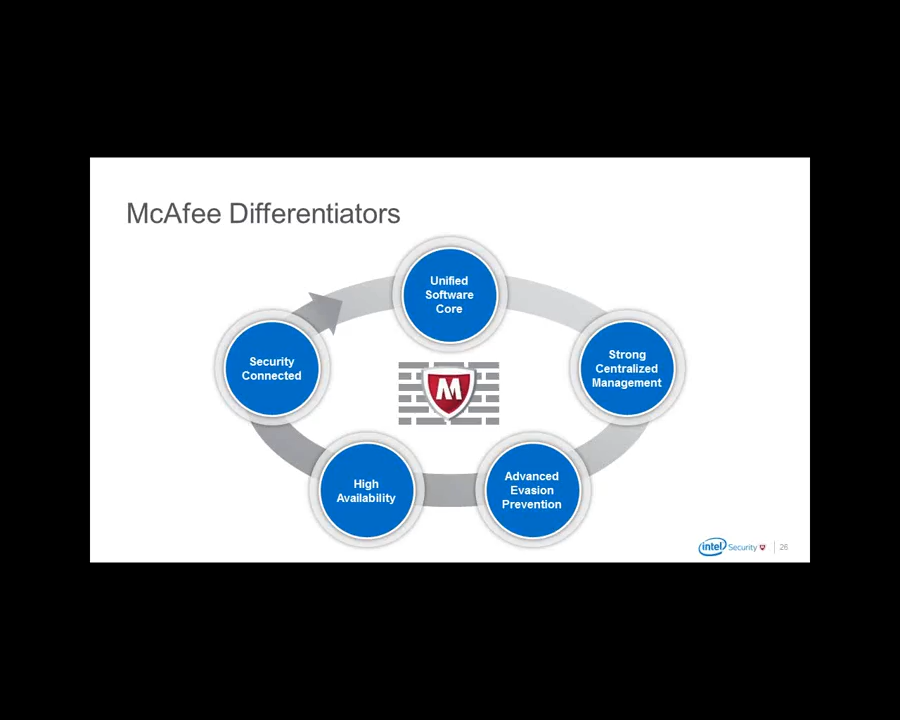 McAfee Differentiators
Unified
Software
Core
Strong
Centralized
Management
Advanced
Evasion
Prevention
High
Availability
Security
Connected
M
intel Security
26